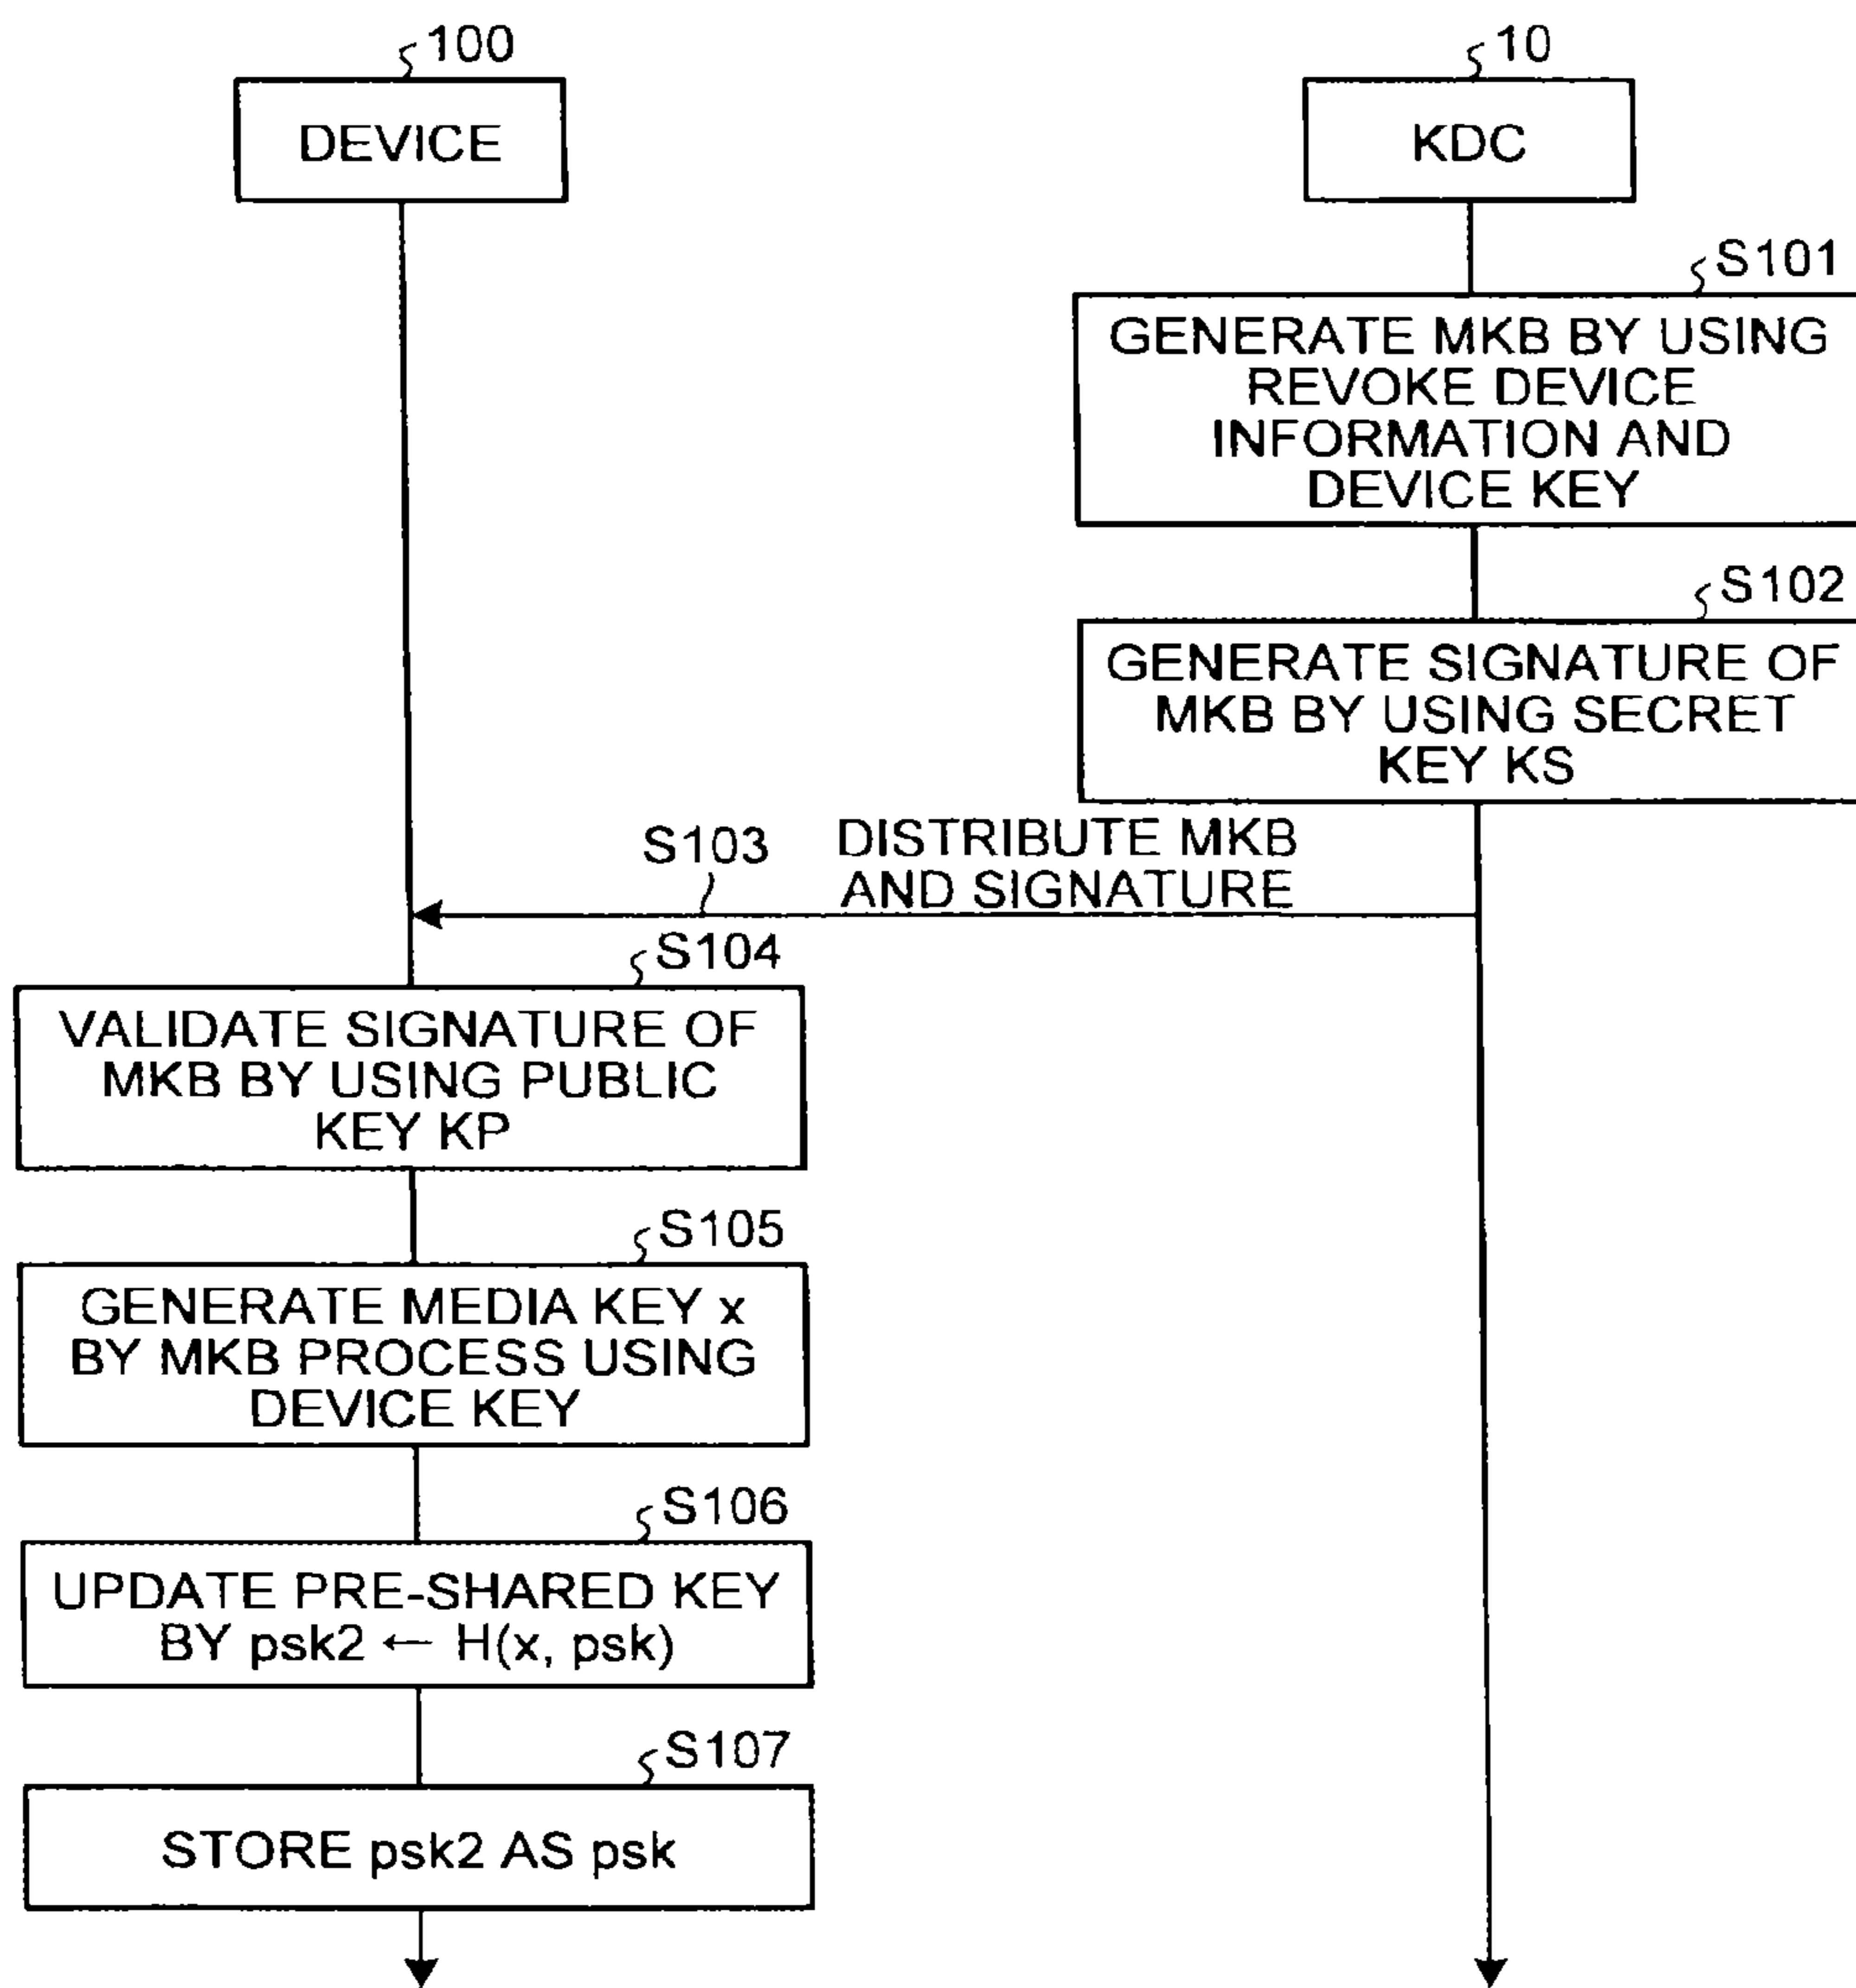 100
DEVICE
10
KDC
S101
GENERATE MKB BY USING
REVOKE DEVICE
INFORMATION AND
DEVICE KEY
S102
GENERATE SIGNATURE OF
MKB BY USING SECRET
KEY KS
S103
DISTRIBUTE MKB
AND SIGNATURE
S104
VALIDATE SIGNATURE OF
MKB BY USING PUBLIC
KEY KP
S105
GENERATE MEDIA KEY x
BY MKB PROCESS USING
DEVICE KEY
S106
UPDATE PRE-SHARED KEY
BY psk2 ← H(x, psk)
S107
STORE psk2 AS psk